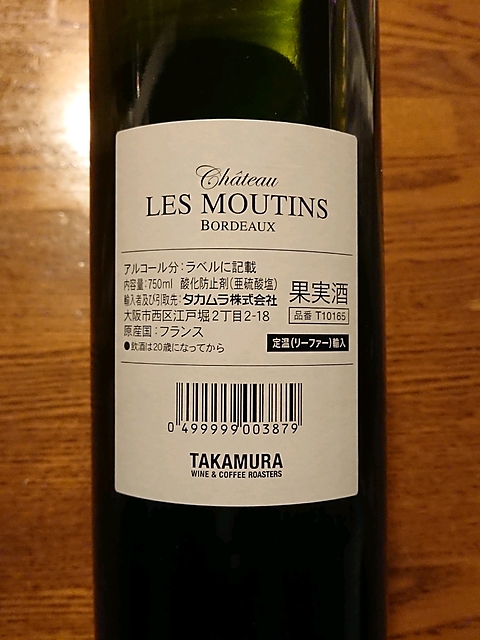 Château
LES MOUTINS
BORDEAUX
アルコール分:ラベルに記載
内容量:750ml 酸化防止剤(亜硫酸塩)
輸入者及び引取先:タカムラ株式会社
大阪市西区江戸堀2丁目2-18
原産国:フランス
●飲酒は20歳になってから
果実酒
品番 T10165
定温(リーファー)輸入
0 499999 003879
TAKAMURA
WINE & COFFEE ROASTERS